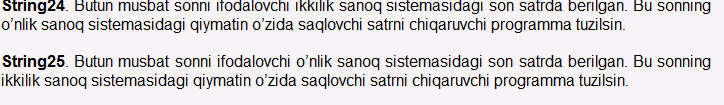 String24. Butun musbat sonni ifodalovchi ikkilik sanoq sistemasidagi son satrda berilgan. Bu sonning
o’nlik sanoq sistemasidagi qiymatin o’zida saqlovchi satrni chiqaruvchi programma tuzilsin.
String25. Butun musbat sonni ifodalovchi o’nlik sanoq sistemasidagi son satrda berilgan. Bu sonning
ikkilik sanoq sistemasidagi qiymatin o’zida saqlovchi satrni chiqaruvchi programma tuzilsin.